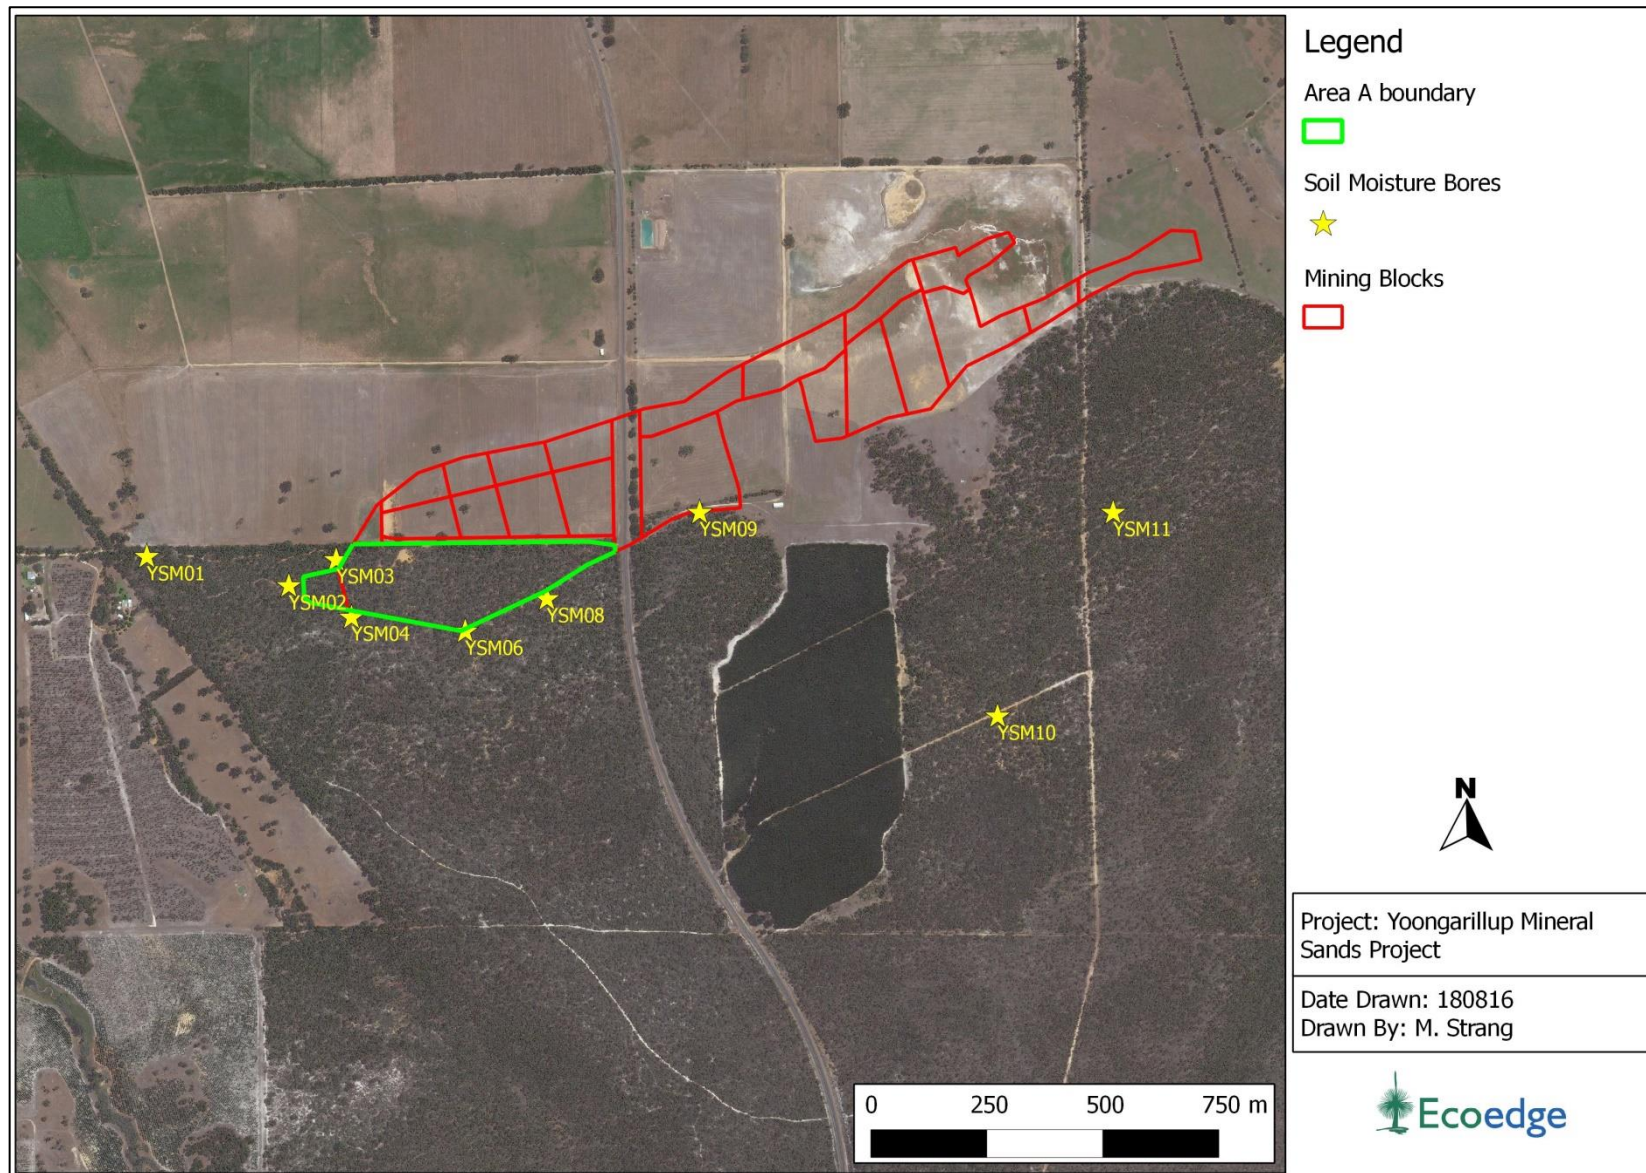 Legend
Area A boundary
Soil Moisture Bores
Mining Blocks
YSM01
YSM02
YSM03
YSM04
YSM06
YSM08
YSM09
YSM11
YSM10
N
Project: Yoongarillup Mineral
Sands Project
Date Drawn: 180816
Drawn By: M. Strang
0 250 500 750 m
Ecoedge